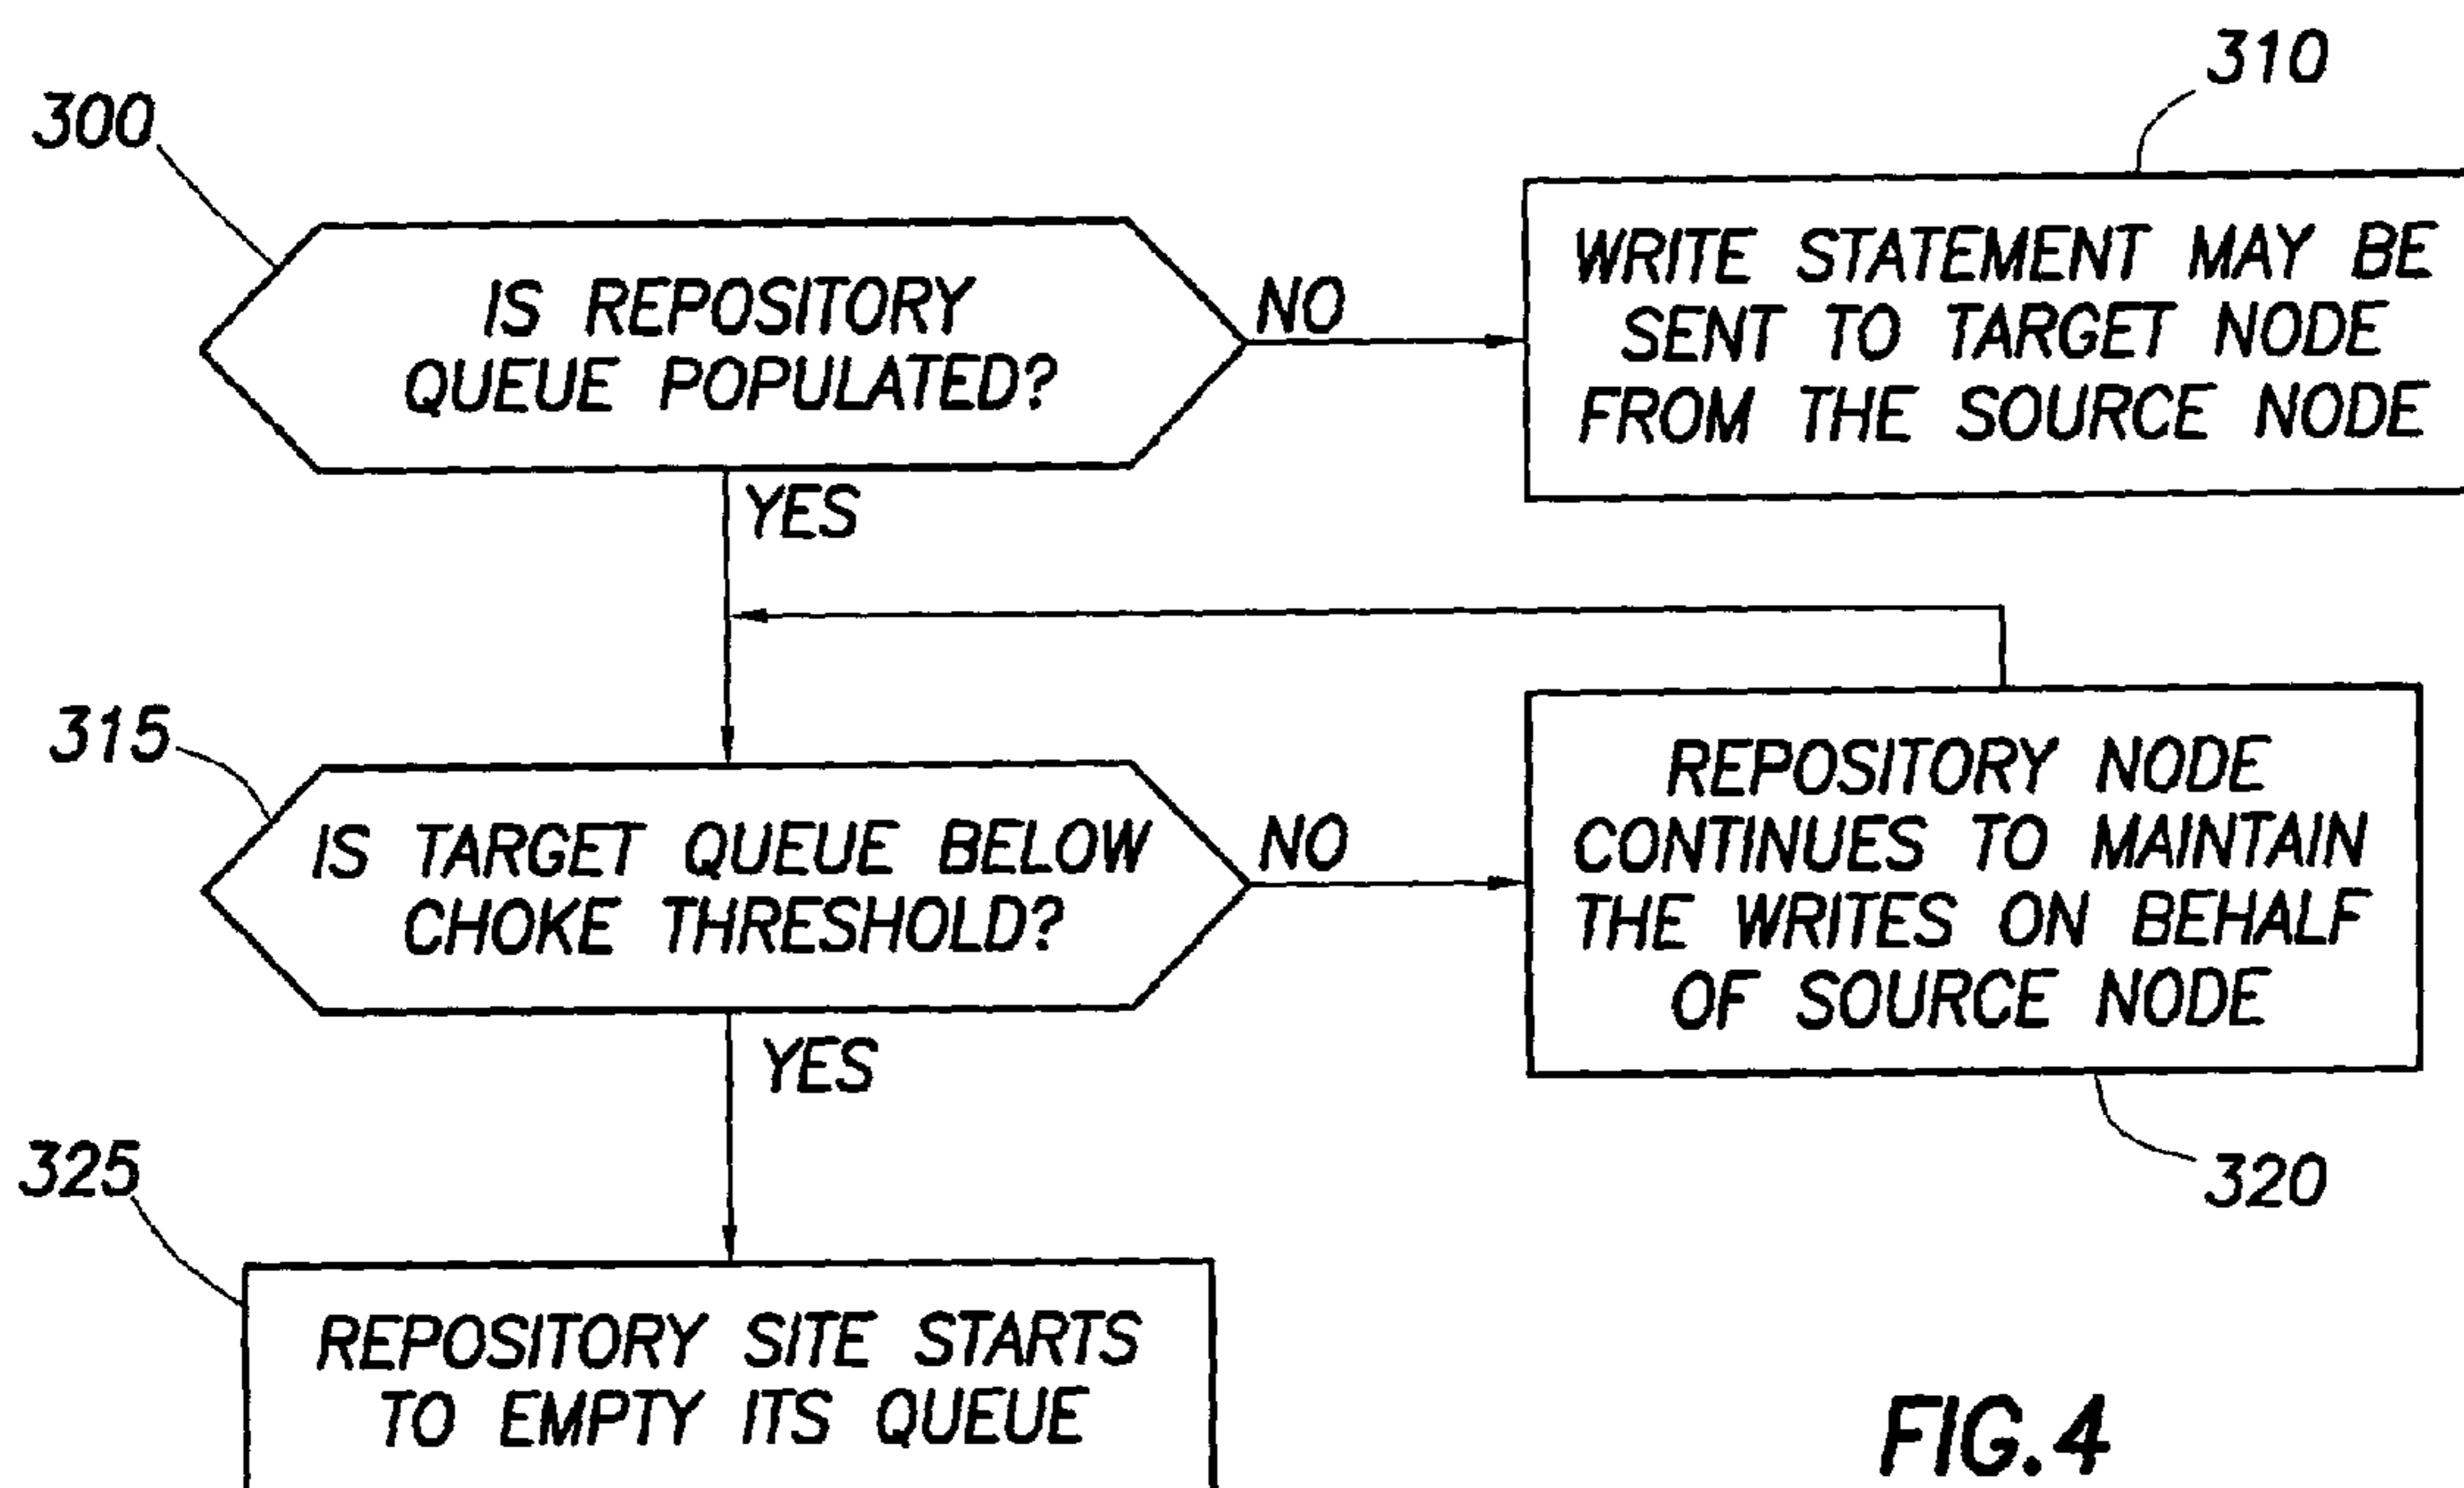 310
300
WRITE STATEMENT MAY BE
SENT TO TARGET NODE
FROM THE SOURCE NODE
IS REPOSITORY
QUEUE POPULATED?
NO
YES
315
REPOSITORY NODE
CONTINUES TO MAINTAIN
THE WRITES ON BEHALF
OF SOURCE NODE
IS TARGET QUEUE BELOW
CHOKE THRESHOLD?
NO
YES
325
320
REPOSITORY SITE STARTS
TO EMPTY ITS QUEUE
FIG.4